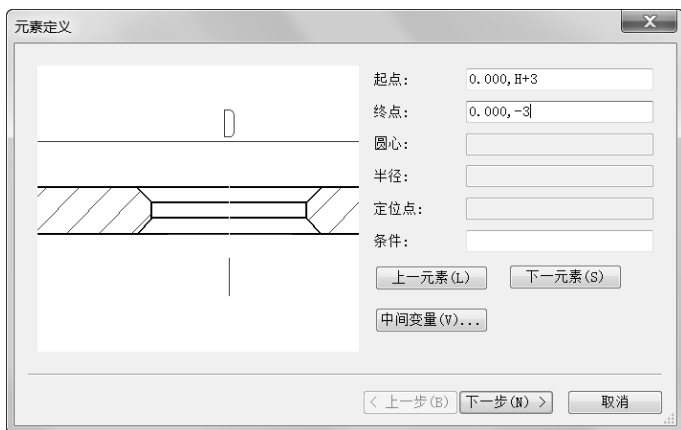 元素定义
D
起点: 0.000,H+3
终点: 0.000,-3
圆心:
半径:
定位点:
条件:
上一元素(L) 下一元素(S)
中间变量(V)...
< 上一步(B) 下一步(N) > 取消